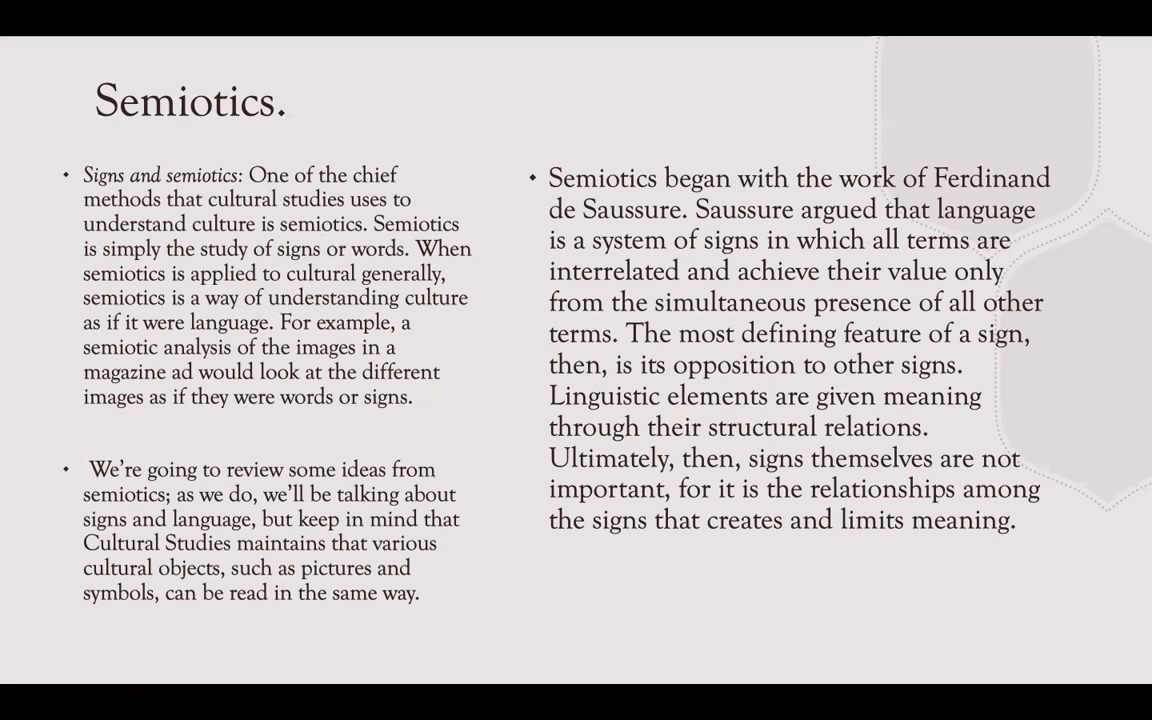 Semiotics.
• Signs and semiotics: One of the chief
methods that cultural studies uses to
understand culture is semiotics. Semiotics
is simply the study of signs or words. When
semiotics is applied to cultural generally,
semiotics is a way of understanding culture
as if it were language. For example, a
semiotic analysis of the images in a
magazine ad would look at the different
images as if they were words or signs.
• We’re going to review some ideas from
semiotics; as we do, we’ll be talking about
signs and language, but keep in mind that
Cultural Studies maintains that various
cultural objects, such as pictures and
symbols, can be read in the same way.
• Semiotics began with the work of Ferdinand
de Saussure. Saussure argued that language
is a system of signs in which all terms are
interrelated and achieve their value only
from the simultaneous presence of all other
terms. The most defining feature of a sign,
then, is its opposition to other signs.
Linguistic elements are given meaning
through their structural relations.
Ultimately, then, signs themselves are not
important, for it is the relationships among
the signs that creates and limits meaning.